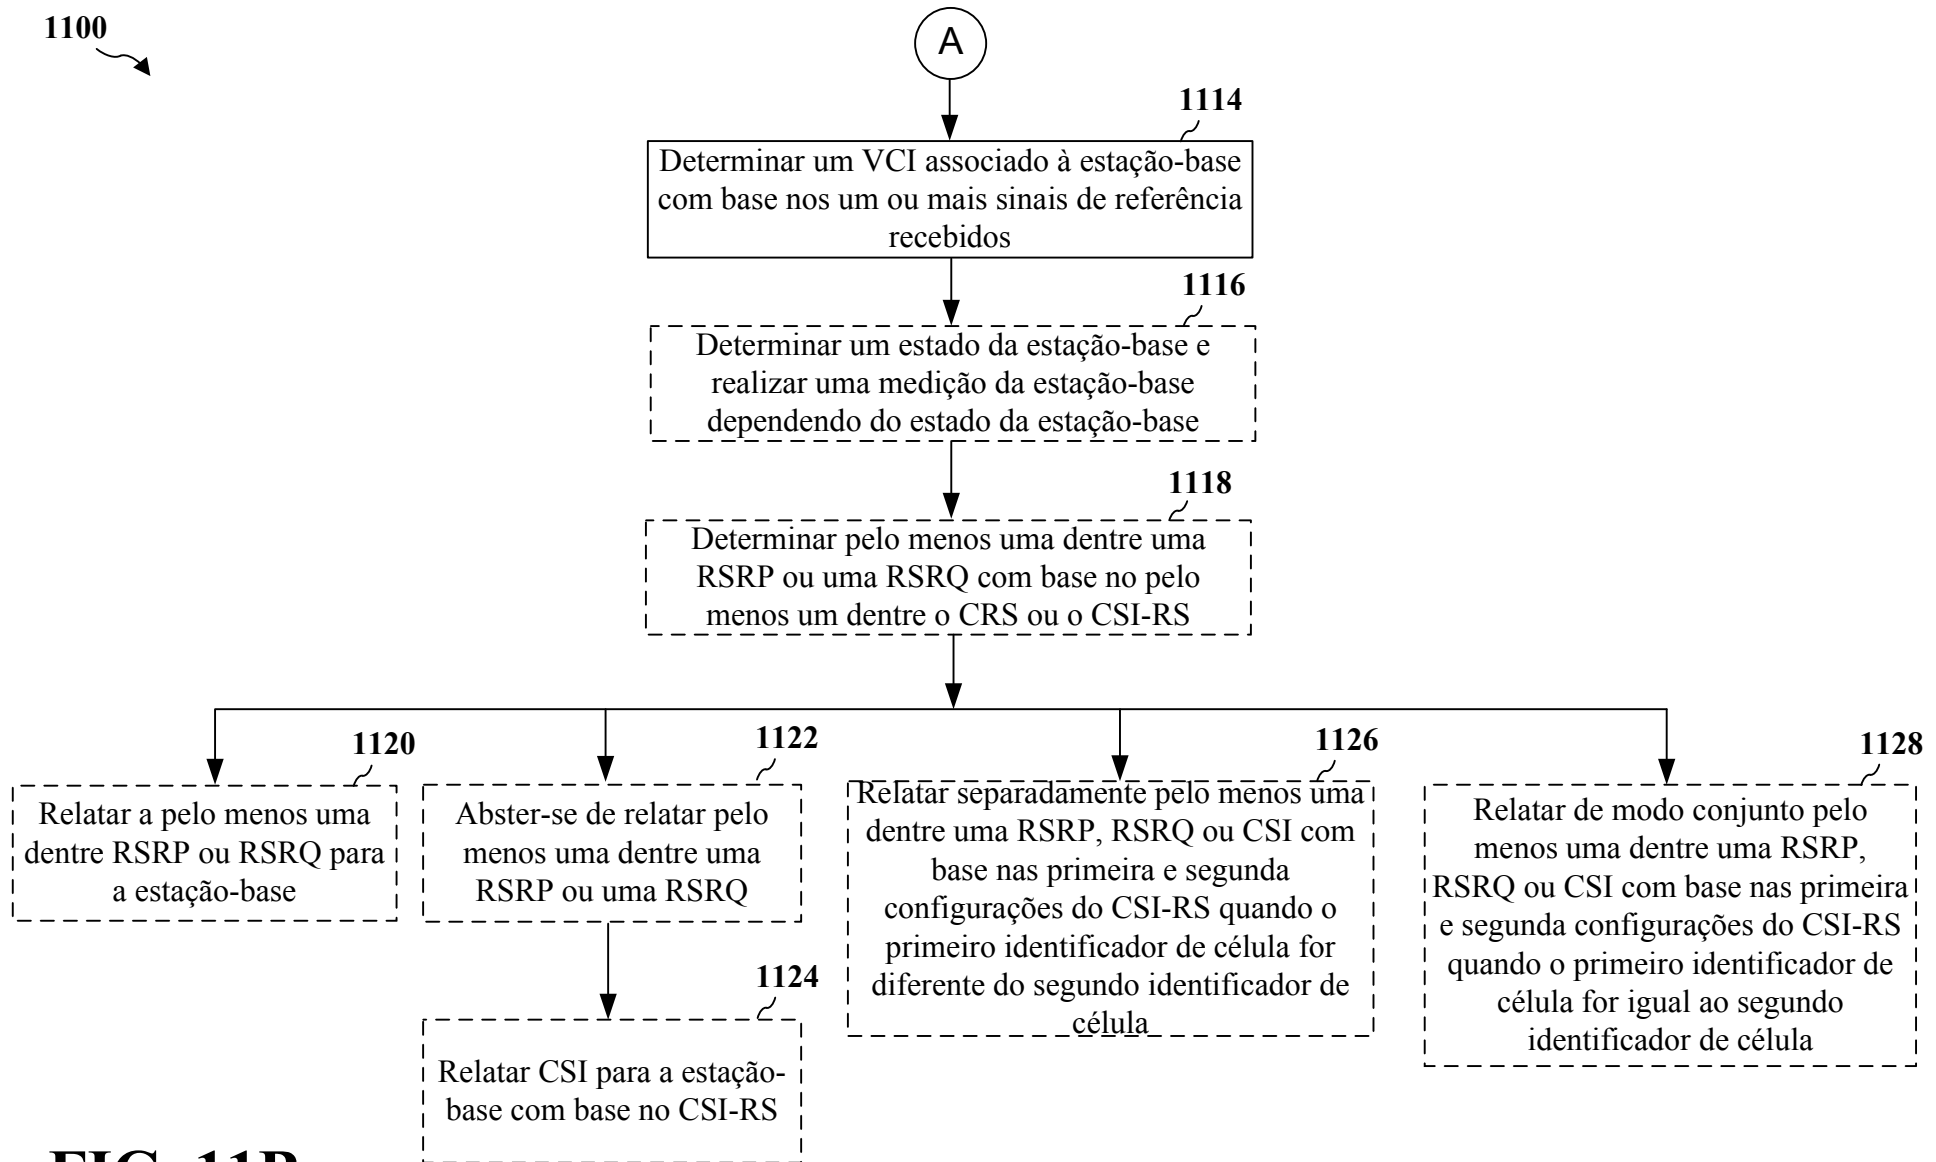 1100
A
1114
Determinar um VCI associado à estação-base
com base nos um ou mais sinais de referência
recebidos
1116
Determinar um estado da estação-base e
realizar uma medição da estação-base
dependendo do estado da estação-base
1118
Determinar pelo menos uma dentre uma
RSRP ou uma RSRQ com base no pelo
menos um dentre o CRS ou o CSI-RS
1120
Relatar a pelo menos uma
dentre RSRP ou RSRQ para
a estação-base
1122
Abster-se de relatar pelo
menos uma dentre uma
RSRP ou uma RSRQ
1124
Relatar CSI para a estação-
base com base no CSI-RS
1126
Relatar separadamente pelo menos uma
dentre uma RSRP, RSRQ ou CSI com
base nas primeira e segunda
configurações do CSI-RS quando o
primeiro identificador de célula for
diferente do segundo identificador de
célula
1128
Relatar de modo conjunto pelo
menos uma dentre uma RSRP,
RSRQ ou CSI com base nas primeira
e segunda configurações do CSI-RS
quando o primeiro identificador de
célula for igual ao segundo
identificador de célula
FIG. 11B